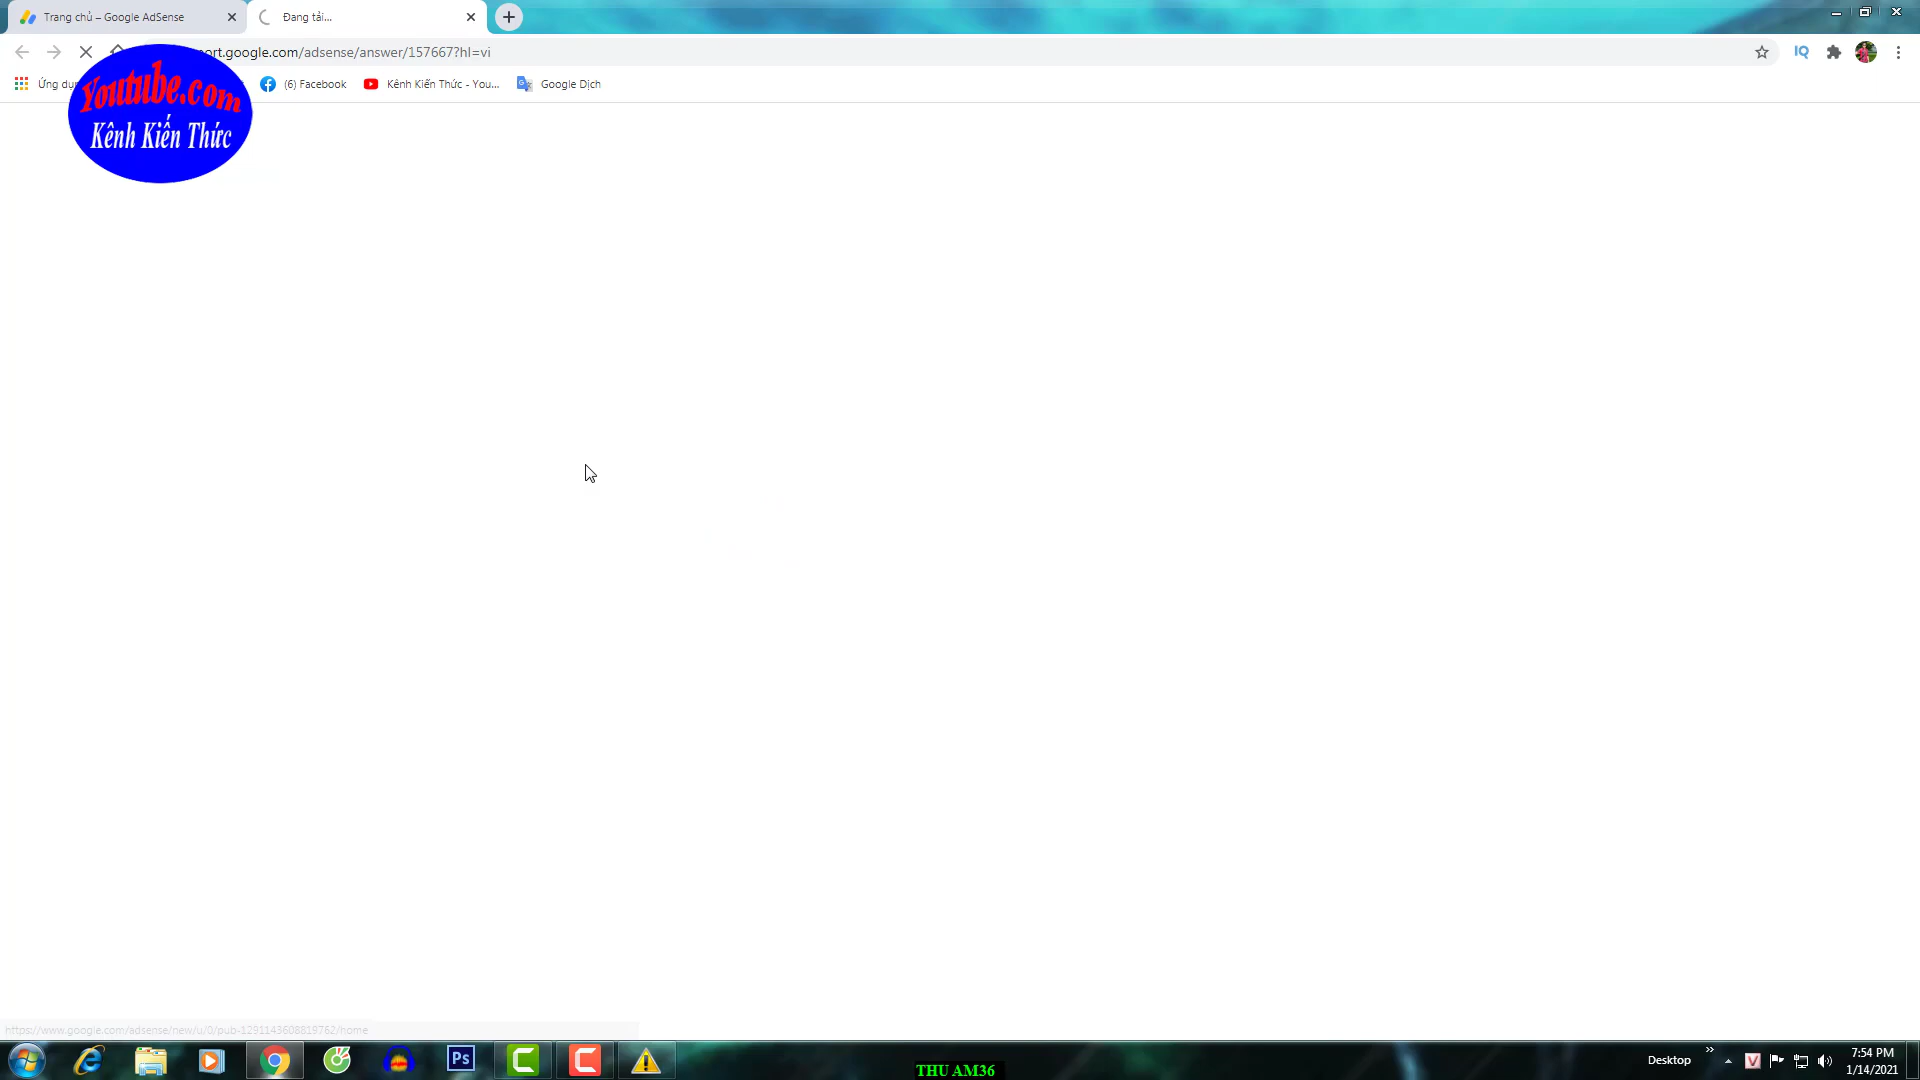 Trang chủ – Google AdSense
Đang tải...
ort.google.com/adsense/answer/157667?hl=vi
IQ
Ứng dụ
(6) Facebook
Kênh Kiến Thức - You...
Google Dịch
Youtube.com
Kênh Kiến Thức
https://www.google.com/adsense/new/u/0/pub-1291143608819762/home
Ps
THU AM36
Desktop
V
7:54 PM
1/14/2021